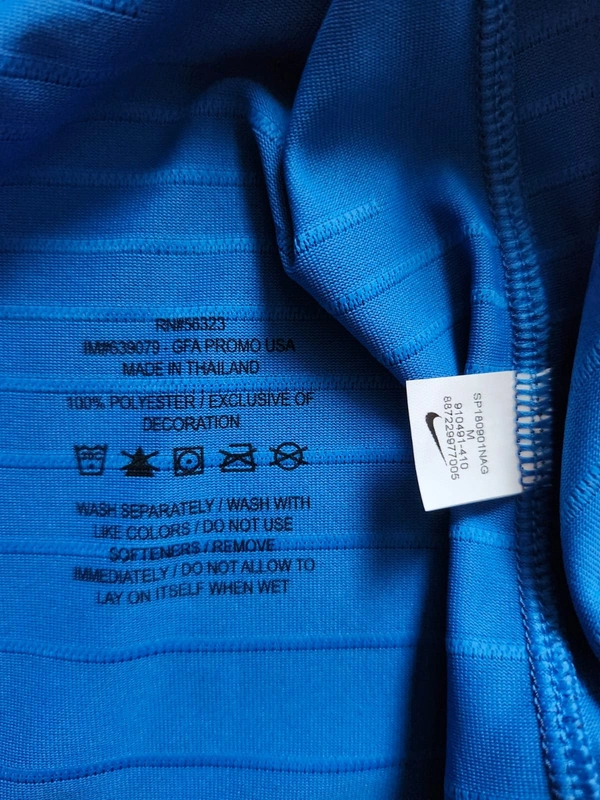 RN#56323
IM#639079 - GFA PROMO USA
MADE IN THAILAND
100% POLYESTER / EXCLUSIVE OF
DECORATION
WASH SEPARATELY / WASH WITH
LIKE COLORS / DO NOT USE
SOFTENERS / REMOVE
IMMEDIATELY / DO NOT ALLOW TO
LAY ON ITSELF WHEN WET
SP180901NAG
M
910491-410
887229977005